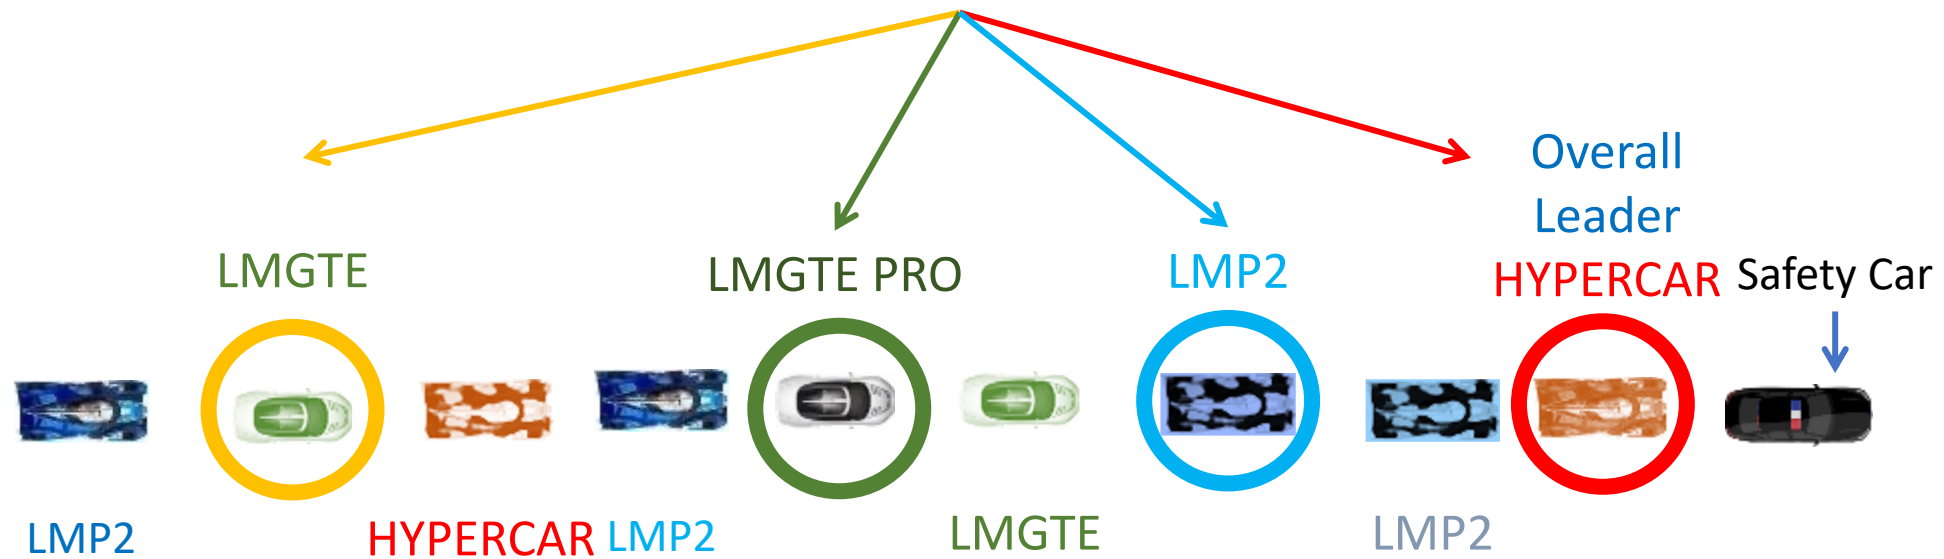 Overall
Leader
LMGTE
LMGTE PRO
LMP2
HYPERCAR
Safety Car
LMP2
HYPERCAR
LMP2
LMGTE
LMP2